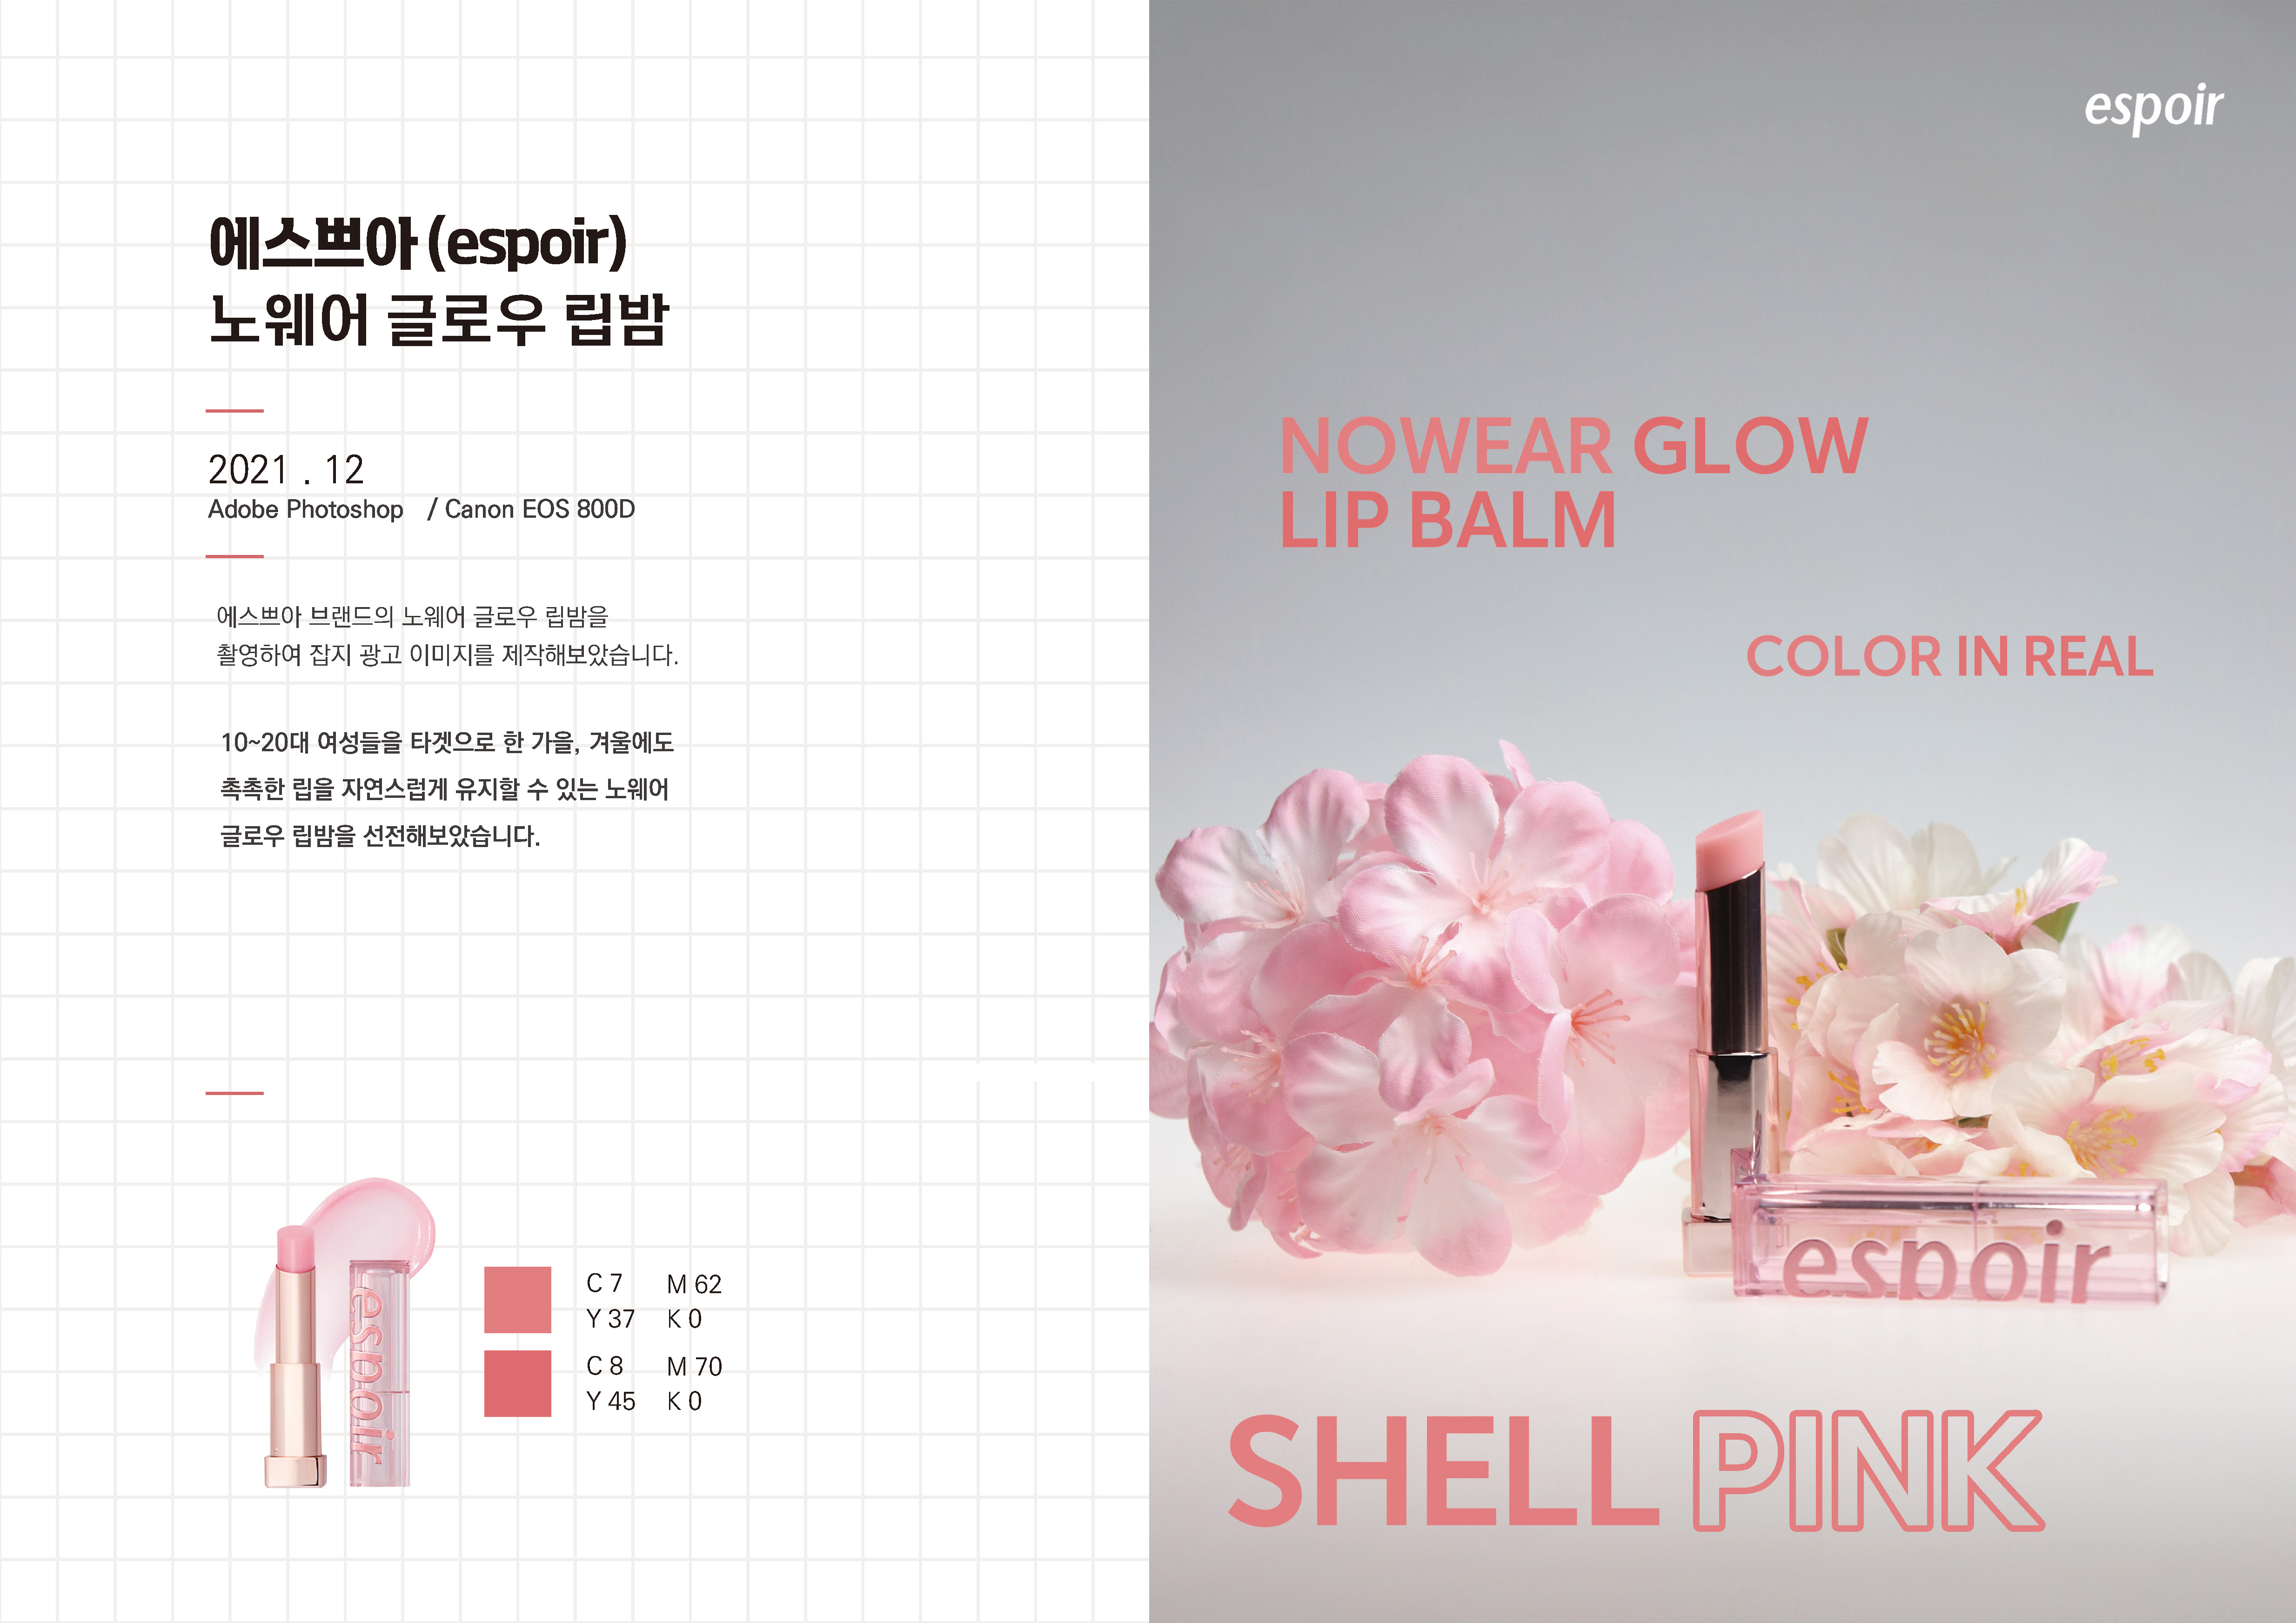 에스쁘아 (espoir)
노웨어 글로우 립밤
2021 . 12
Adobe Photoshop / Canon EOS 800D
에스쁘아 브랜드의 노웨어 글로우 립밤을
촬영하여 잡지 광고 이미지를 제작해보았습니다.
10~20대 여성들을 타겟으로 한 가을, 겨울에도
촉촉한 립을 자연스럽게 유지할 수 있는 노웨어
글로우 립밤을 선전해보았습니다.
espoir
C 7 M 62
Y 37 K 0
C 8 M 70
Y 45 K 0
espoir
NOWEAR GLOW
LIP BALM
COLOR IN REAL
espoir
SHELL PINK